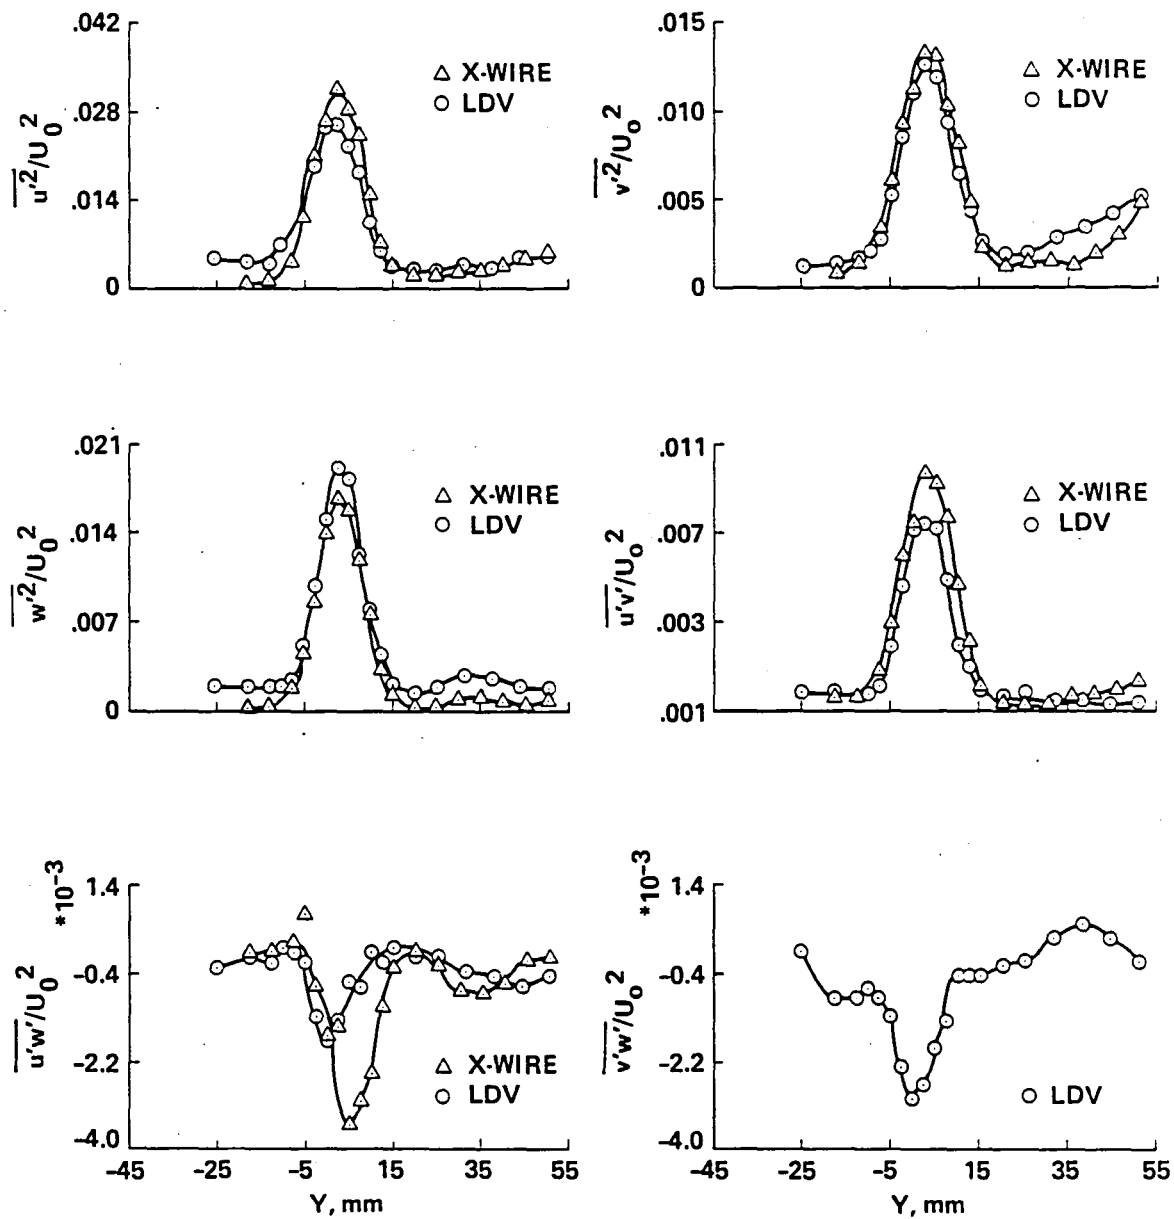 .042
.028
.014
0
u'²/U₀²
△ X-WIRE
○ LDV
.015
.010
.005
0
v'²/Uₒ²
△ X-WIRE
○ LDV
.021
.014
.007
0
w'²/U₀²
△ X-WIRE
○ LDV
.011
.007
.003
.001
u'v'/Uₒ²
△ X-WIRE
○ LDV
*10⁻³
1.4
-0.4
-2.2
-4.0
u'w'/U₀²
△ X-WIRE
○ LDV
-45 -25 -5 15 35 55
Y, mm
*10⁻³
1.4
-0.4
-2.2
-4.0
v'w'/Uₒ²
○ LDV
-45 -25 -5 15 35 55
Y, mm